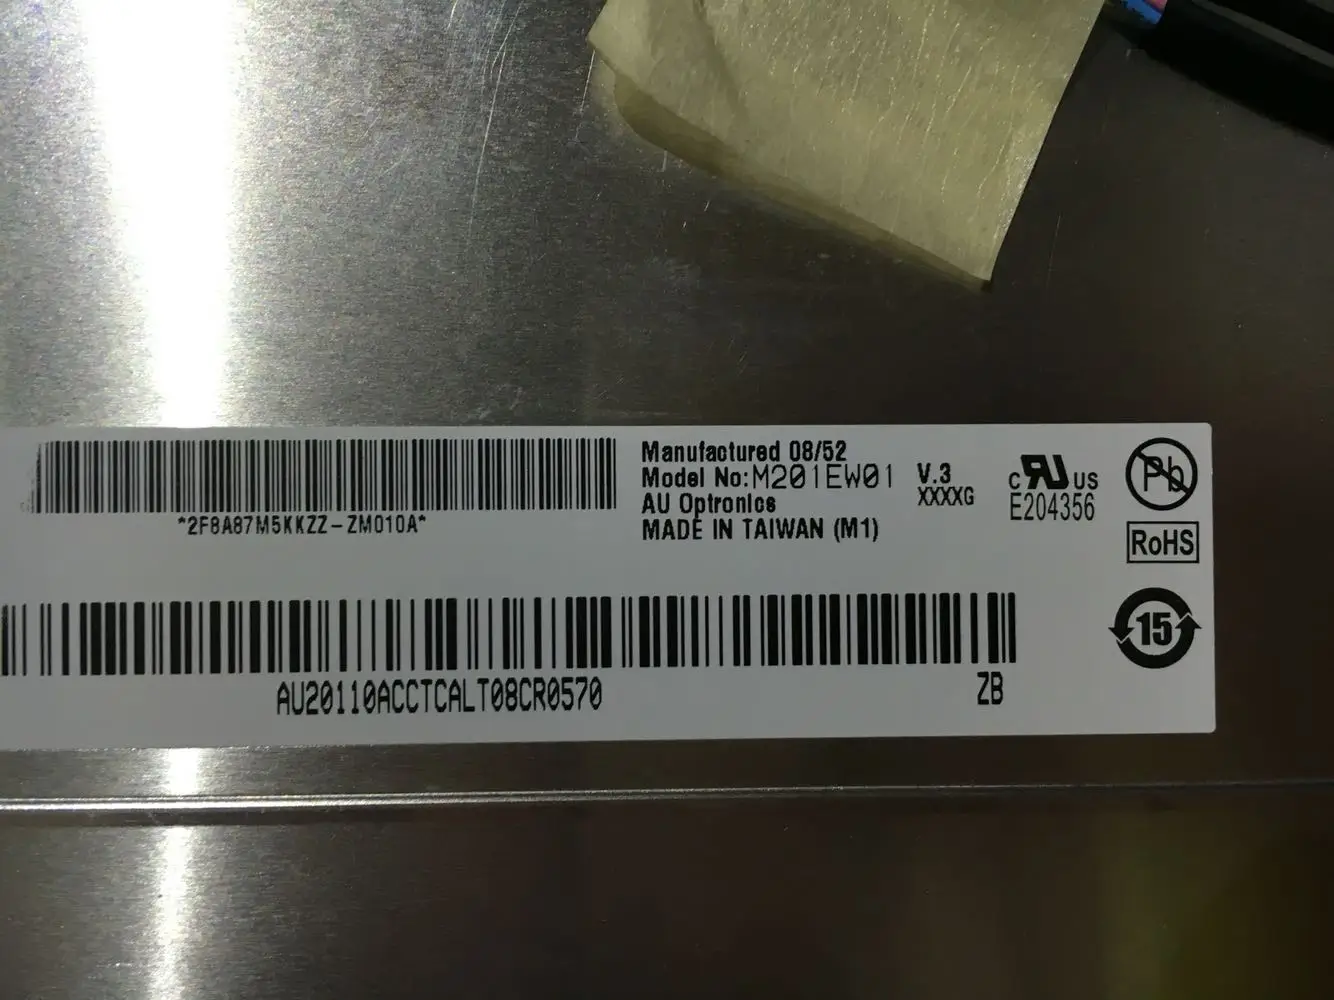 Manufactured 08/52
Model No:M201EW01 V.3
AU Optronics XXXXG
MADE IN TAIWAN (M1)
c RU US
E204356
Pb
RoHS
15
*2F8A87M5KKZZ-ZM010A*
AU20110ACCTCALT08CR0570
ZB